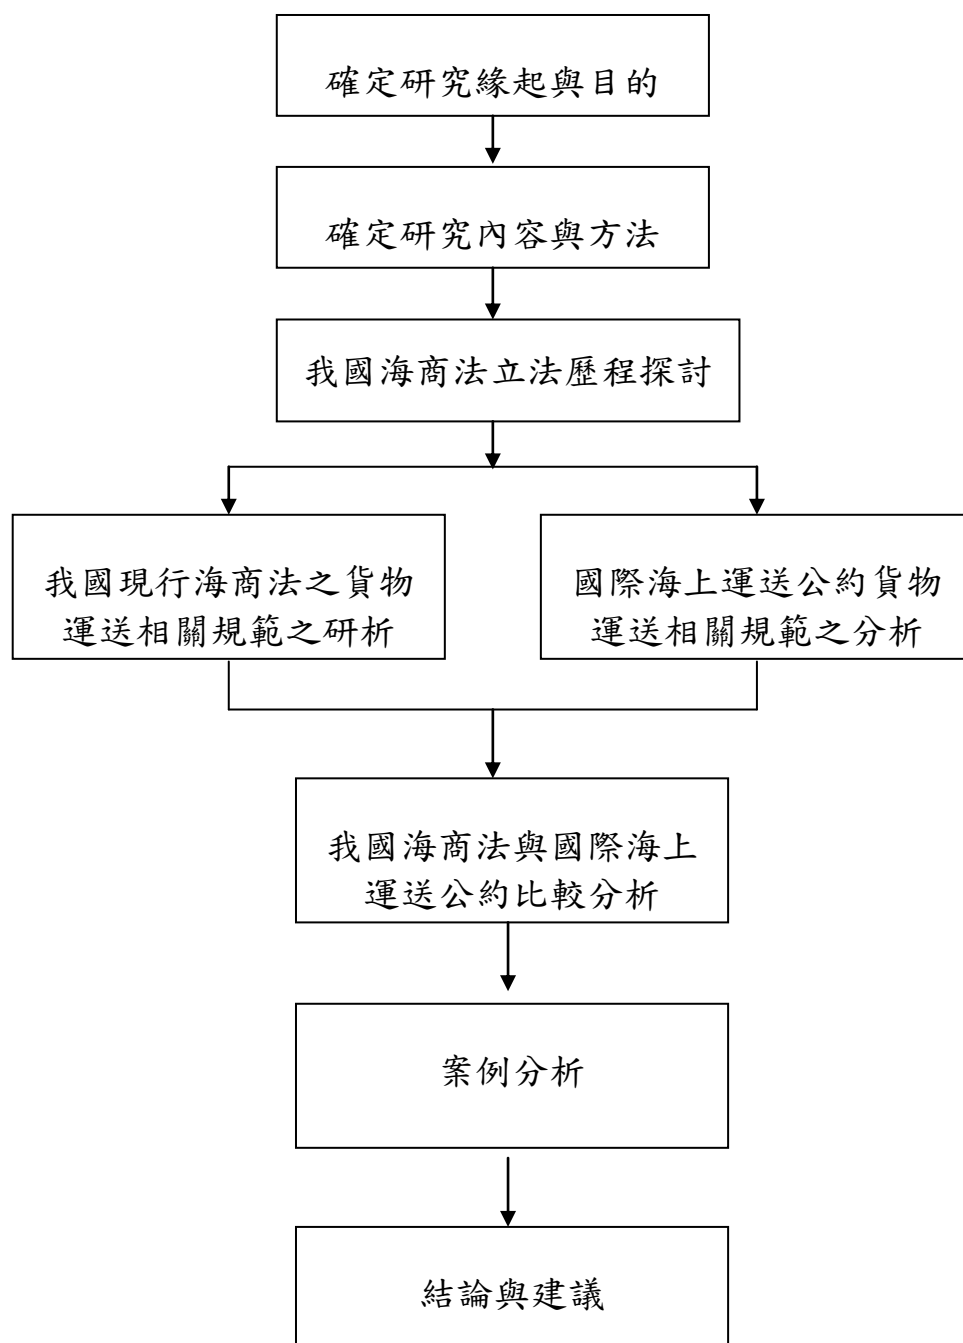 確定研究緣起與目的
確定研究內容與方法
我國海商法立法歷程探討
我國現行海商法之貨物
運送相關規範之研析
國際海上運送公約貨物
運送相關規範之分析
我國海商法與國際海上
運送公約比較分析
案例分析
結論與建議